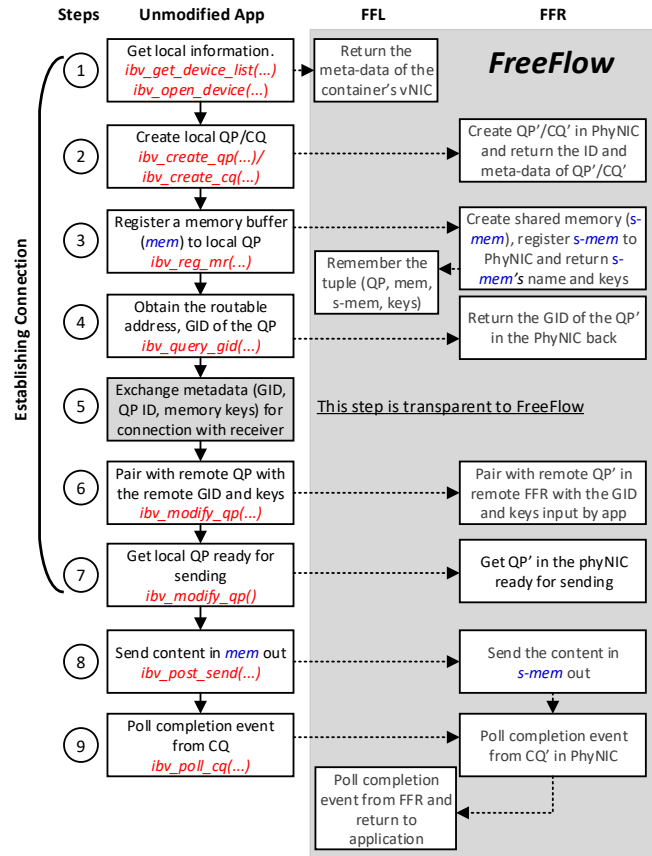 Steps
Unmodified App
FFL
FFR
FreeFlow
Establishing Connection
1
Get local information.
ibv_get_device_list(...)
ibv_open_device(...)
Return the
meta-data of the
container's vNIC
2
Create local QP/CQ
ibv_create_qp(...)/
ibv_create_cq(...)
Create QP'/CQ' in PhyNIC
and return the ID and
meta-data of QP'/CQ'
3
Register a memory buffer
(mem) to local QP
ibv_reg_mr(...)
Create shared memory (s-
mem), register s-mem to
PhyNIC and return s-
mem's name and keys
Remember the
tuple (QP, mem,
s-mem, keys)
4
Obtain the routable
address, GID of the QP
ibv_query_gid(...)
Return the GID of the QP'
in the PhyNIC back
5
Exchange metadata (GID,
QP ID, memory keys) for
connection with receiver
This step is transparent to FreeFlow
6
Pair with remote QP with
the remote GID and keys
ibv_modify_qp(...)
Pair with remote QP' in
remote FFR with the GID
and keys input by app
7
Get local QP ready for
sending
ibv_modify_qp()
Get QP' in the phyNIC
ready for sending
8
Send content in mem out
ibv_post_send(...)
Send the content in
s-mem out
9
Poll completion event
from CQ
ibv_poll_cq(...)
Poll completion event
from CQ' in PhyNIC
Poll completion
event from FFR and
return to
application